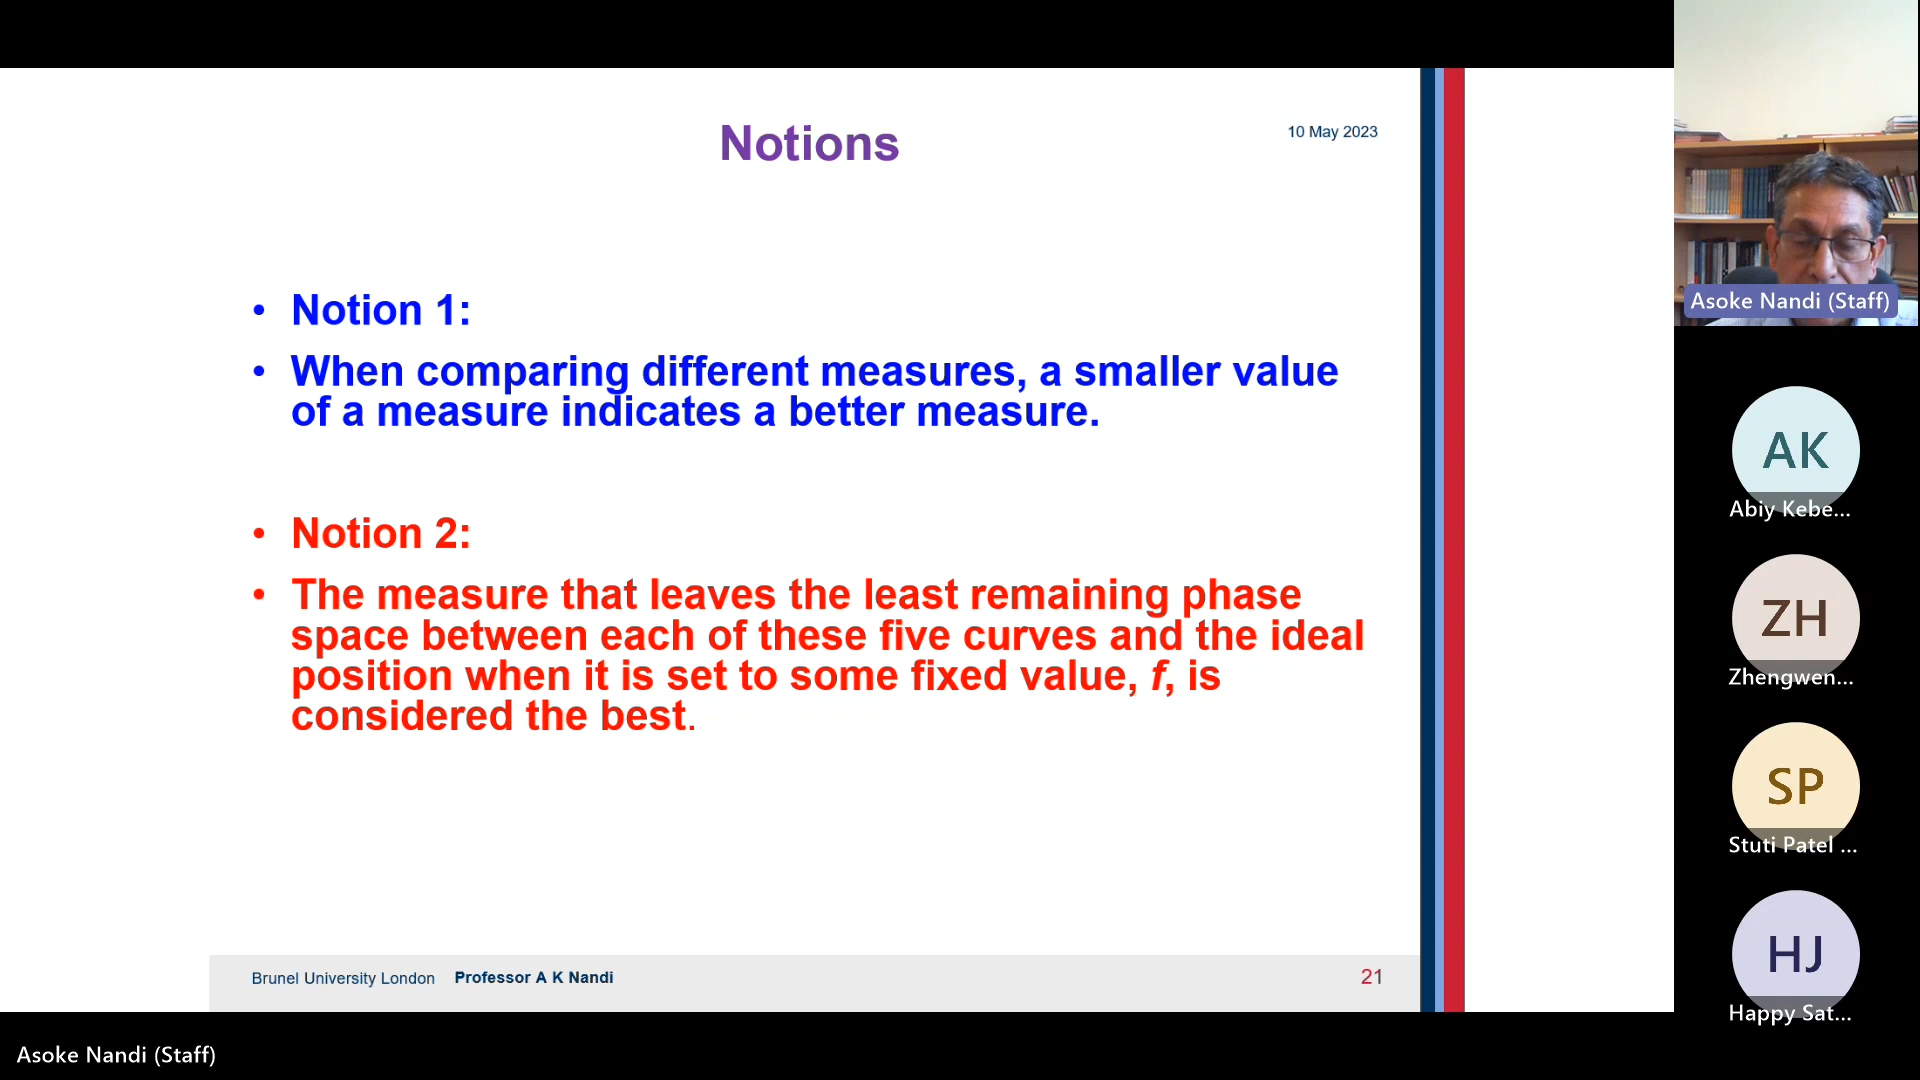 Notions
10 May 2023
• Notion 1:
• When comparing different measures, a smaller value
of a measure indicates a better measure.
• Notion 2:
• The measure that leaves the least remaining phase
space between each of these five curves and the ideal
position when it is set to some fixed value, f, is
considered the best.
Brunel University London Professor A K Nandi
21
Asoke Nandi (Staff)
AK
Abiy Kebe...
ZH
Zhengwen...
SP
Stuti Patel ...
HJ
Happy Sat...
Asoke Nandi (Staff)